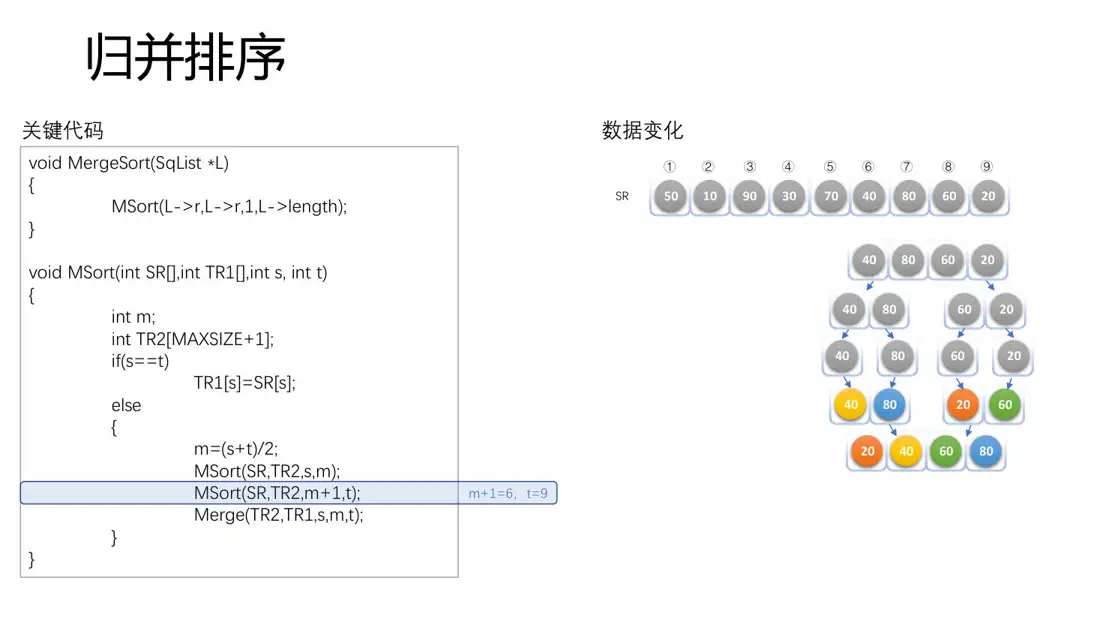 归并排序
关键代码
void MergeSort(SqList *L)
{
MSort(L->r,L->r,1,L->length);
}
void MSort(int SR[],int TR1[],int s, int t)
{
int m;
int TR2[MAXSIZE+1];
if(s==t)
TR1[s]=SR[s];
else
{
m=(s+t)/2;
MSort(SR,TR2,s,m);
MSort(SR,TR2,m+1,t); m+1=6, t=9
Merge(TR2,TR1,s,m,t);
}
}
数据变化
① ② ③ ④ ⑤ ⑥ ⑦ ⑧ ⑨
SR 50 10 90 30 70 40 80 60 20
40 80 60 20
40 80 60 20
40 80 60 20
40 80 20 60
20 40 60 80